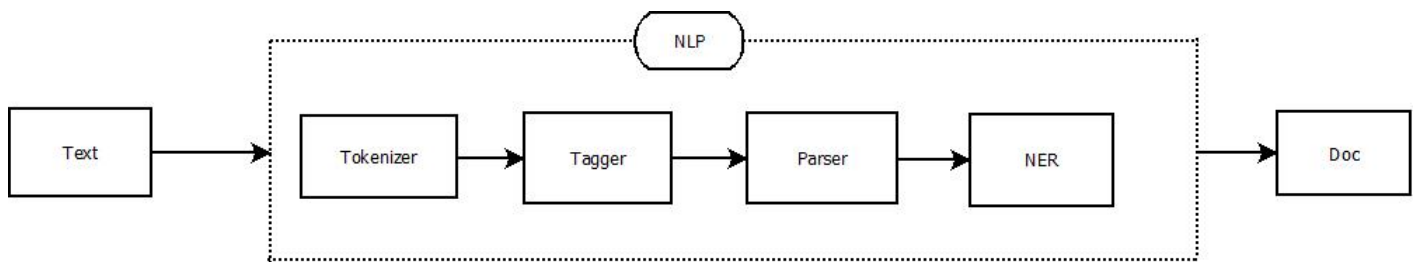 NLP
Text
Tokenizer
Tagger
Parser
NER
Doc